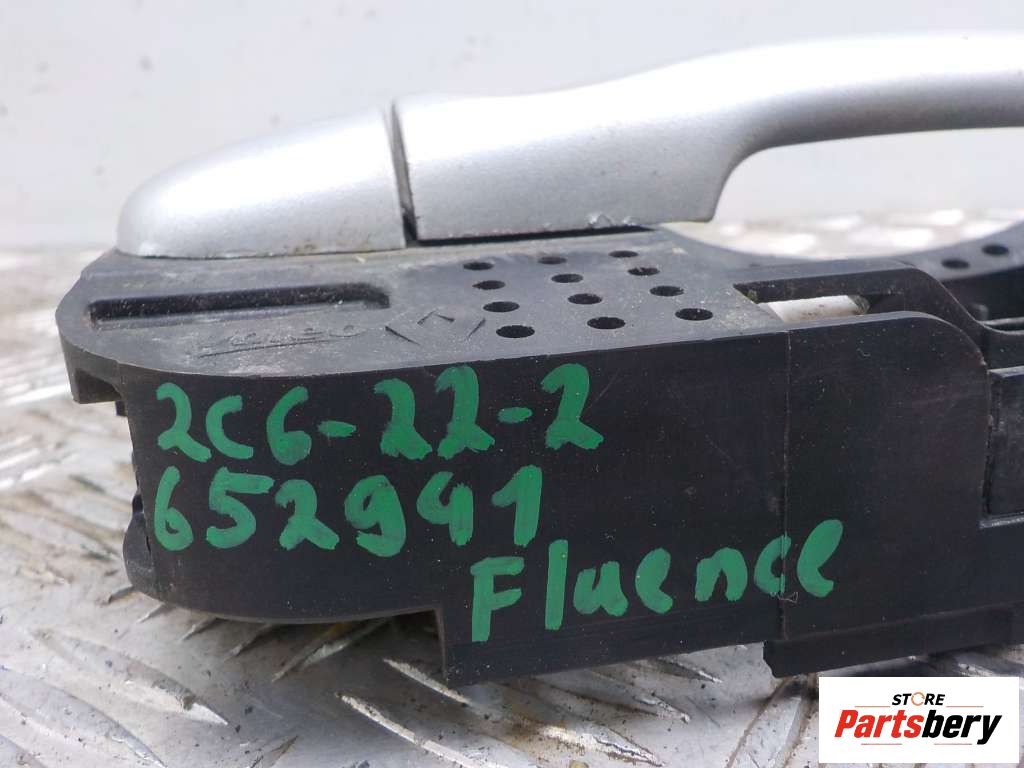 2C6-22-2
652941
Fluence
STORE
Partsbery